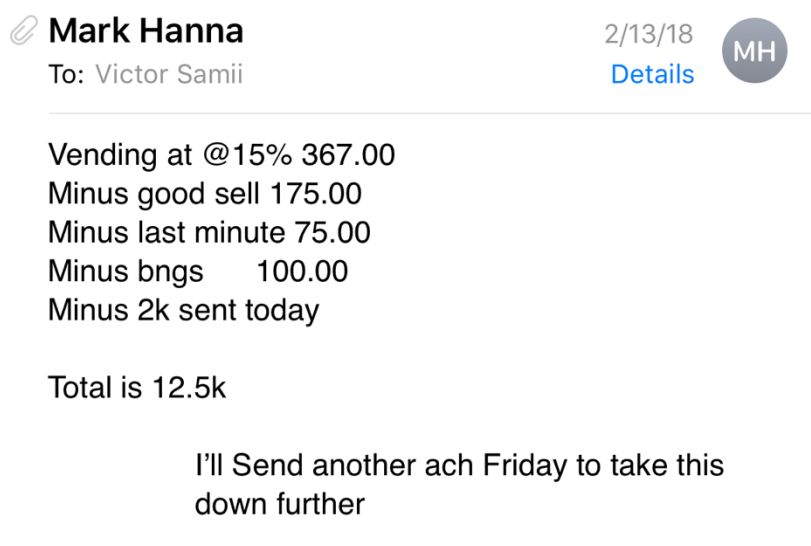 Mark Hanna
2/13/18
MH
To: Victor Samii
Details
Vending at @15% 367.00
Minus good sell 175.00
Minus last minute 75.00
Minus bngs 100.00
Minus 2k sent today
Total is 12.5k
I’ll Send another ach Friday to take this
down further